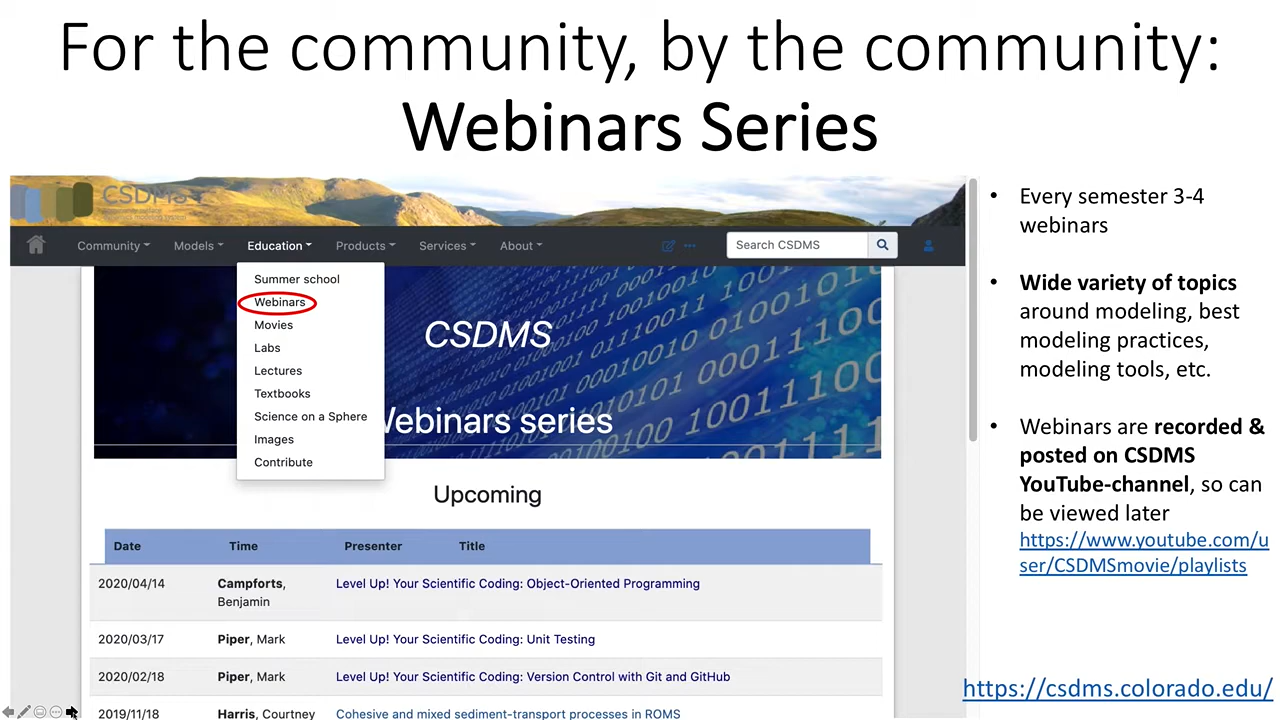 For the community, by the community:
Webinars Series
CSDMS
Community
Models
Education
Products
Services
About
Search CSDMS
Summer school
Webinars
Movies
Labs
Lectures
Textbooks
Science on a Sphere
Images
Contribute
CSDMS
Webinars series
Upcoming
Date Time Presenter Title
2020/04/14 Campforts, Benjamin Level Up! Your Scientific Coding: Object-Oriented Programming
2020/03/17 Piper, Mark Level Up! Your Scientific Coding: Unit Testing
2020/02/18 Piper, Mark Level Up! Your Scientific Coding: Version Control with Git and GitHub
2019/11/18 Harris, Courtney Cohesive and mixed sediment-transport processes in ROMS
• Every semester 3-4
webinars
• Wide variety of topics
around modeling, best
modeling practices,
modeling tools, etc.
• Webinars are recorded &
posted on CSDMS
YouTube-channel, so can
be viewed later
https://www.youtube.com/u
ser/CSDMSmovie/playlists
https://csdms.colorado.edu/